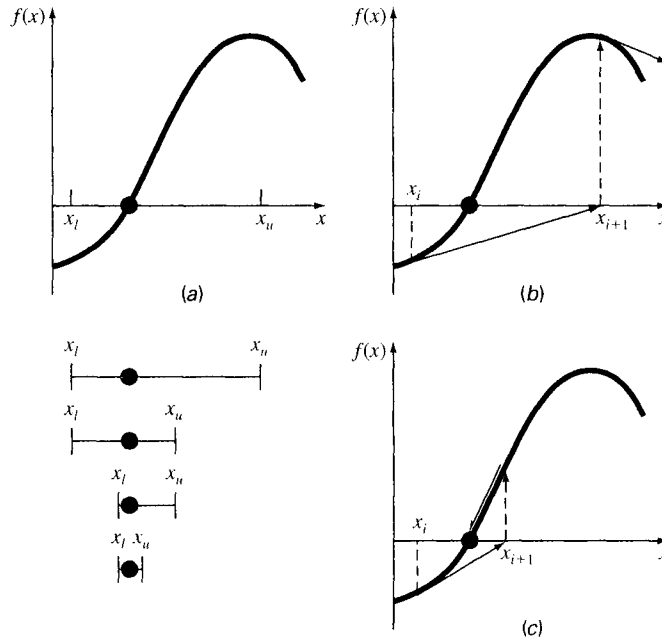 f(x)
x_l
x_u
x
(a)
f(x)
x_i
x_{i+1}
(b)
x_l
x_u
x_l
x_u
x_l
x_u
x_l
x_u
f(x)
x_i
x_{i+1}
(c)